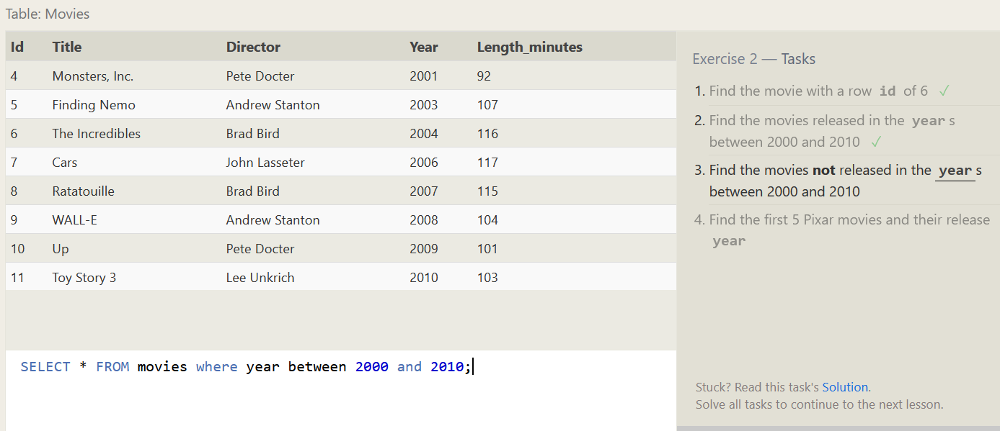 Table: Movies
Id Title Director Year Length_minutes
4 Monsters, Inc. Pete Docter 2001 92
5 Finding Nemo Andrew Stanton 2003 107
6 The Incredibles Brad Bird 2004 116
7 Cars John Lasseter 2006 117
8 Ratatouille Brad Bird 2007 115
9 WALL-E Andrew Stanton 2008 104
10 Up Pete Docter 2009 101
11 Toy Story 3 Lee Unkrich 2010 103
SELECT * FROM movies where year between 2000 and 2010;
Exercise 2 — Tasks
1. Find the movie with a row id of 6 ✓
2. Find the movies released in the year s
between 2000 and 2010 ✓
3. Find the movies not released in the year s
between 2000 and 2010
4. Find the first 5 Pixar movies and their release
year
Stuck? Read this task's Solution.
Solve all tasks to continue to the next lesson.